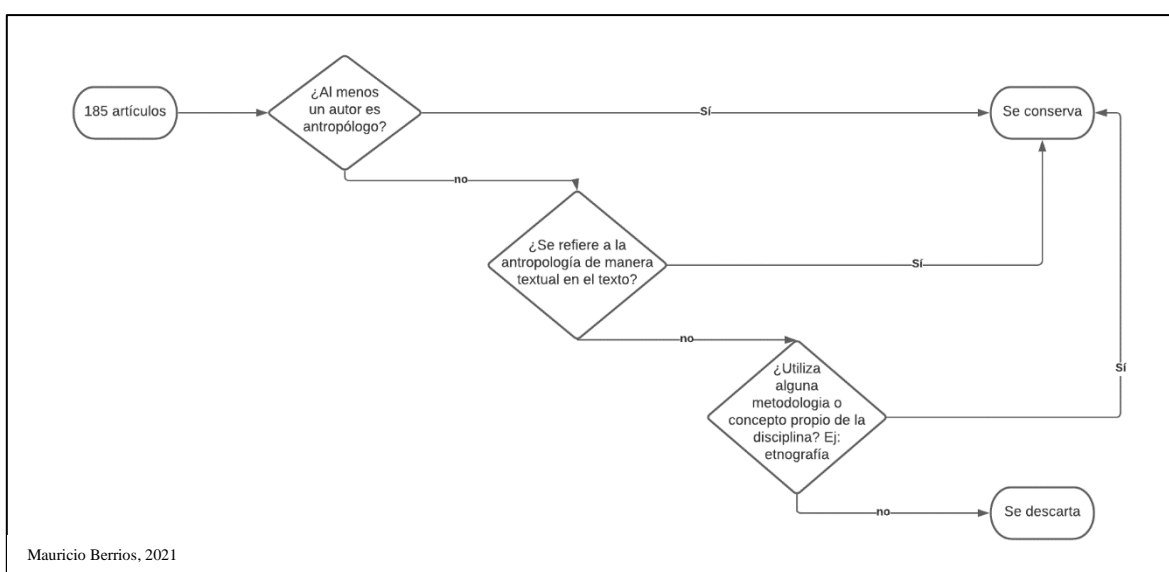 ¿Al menos
un autor es
antropólogo?
185 artículos
Sí
Se conserva
no
¿Se refiere a la
antropología de manera
textual en el texto?
Sí
no
¿Utiliza
alguna
metodologia o
concepto propio de la
disciplina? Ej:
etnografía
Sí
no
Se descarta
Mauricio Berrios, 2021